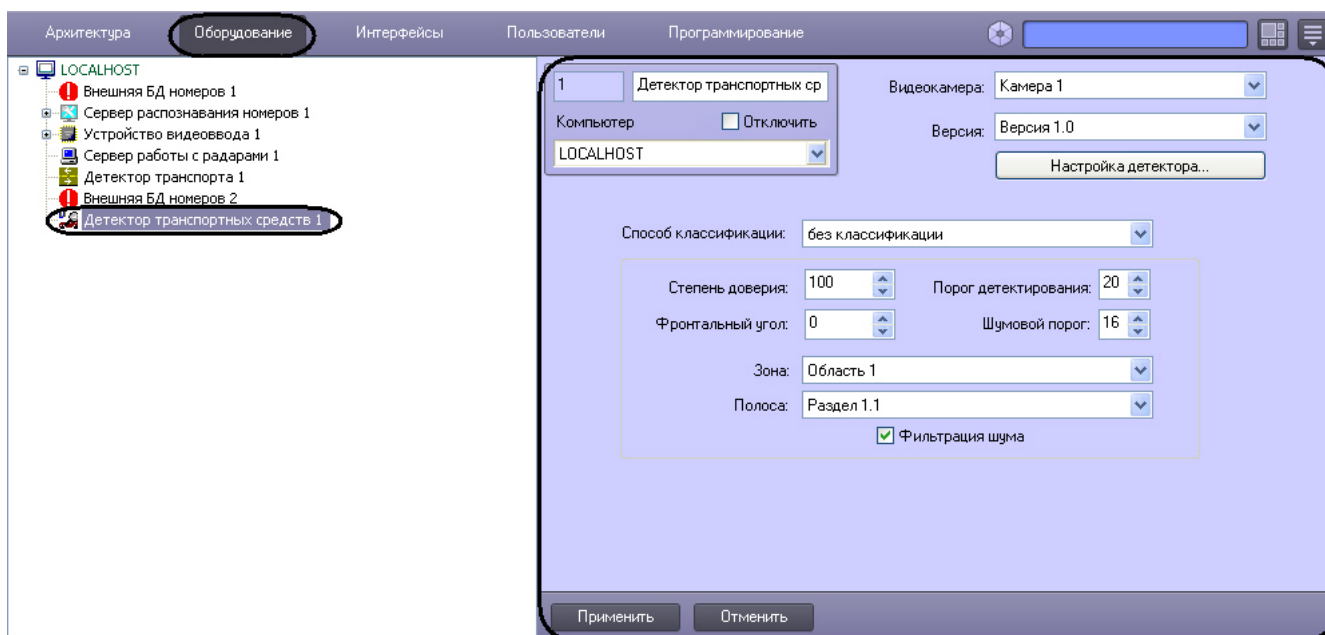 Архитектура Оборудование Интерфейсы Пользователи Программирование
LOCALHOST
Внешняя БД номеров 1
Сервер распознавания номеров 1
Устройство видеоввода 1
Сервер работы с радарами 1
Детектор транспорта 1
Внешняя БД номеров 2
Детектор транспортных средств 1
1 Детектор транспортных ср
Компьютер Отключить
LOCALHOST
Видеокамера: Камера 1
Версия: Версия 1.0
Настройка детектора...
Способ классификации: без классификации
Степень доверия: 100 Порог детектирования: 20
Фронтальный угол: 0 Шумовой порог: 16
Зона: Область 1
Полоса: Раздел 1.1
Фильтрация шума
Применить Отменить